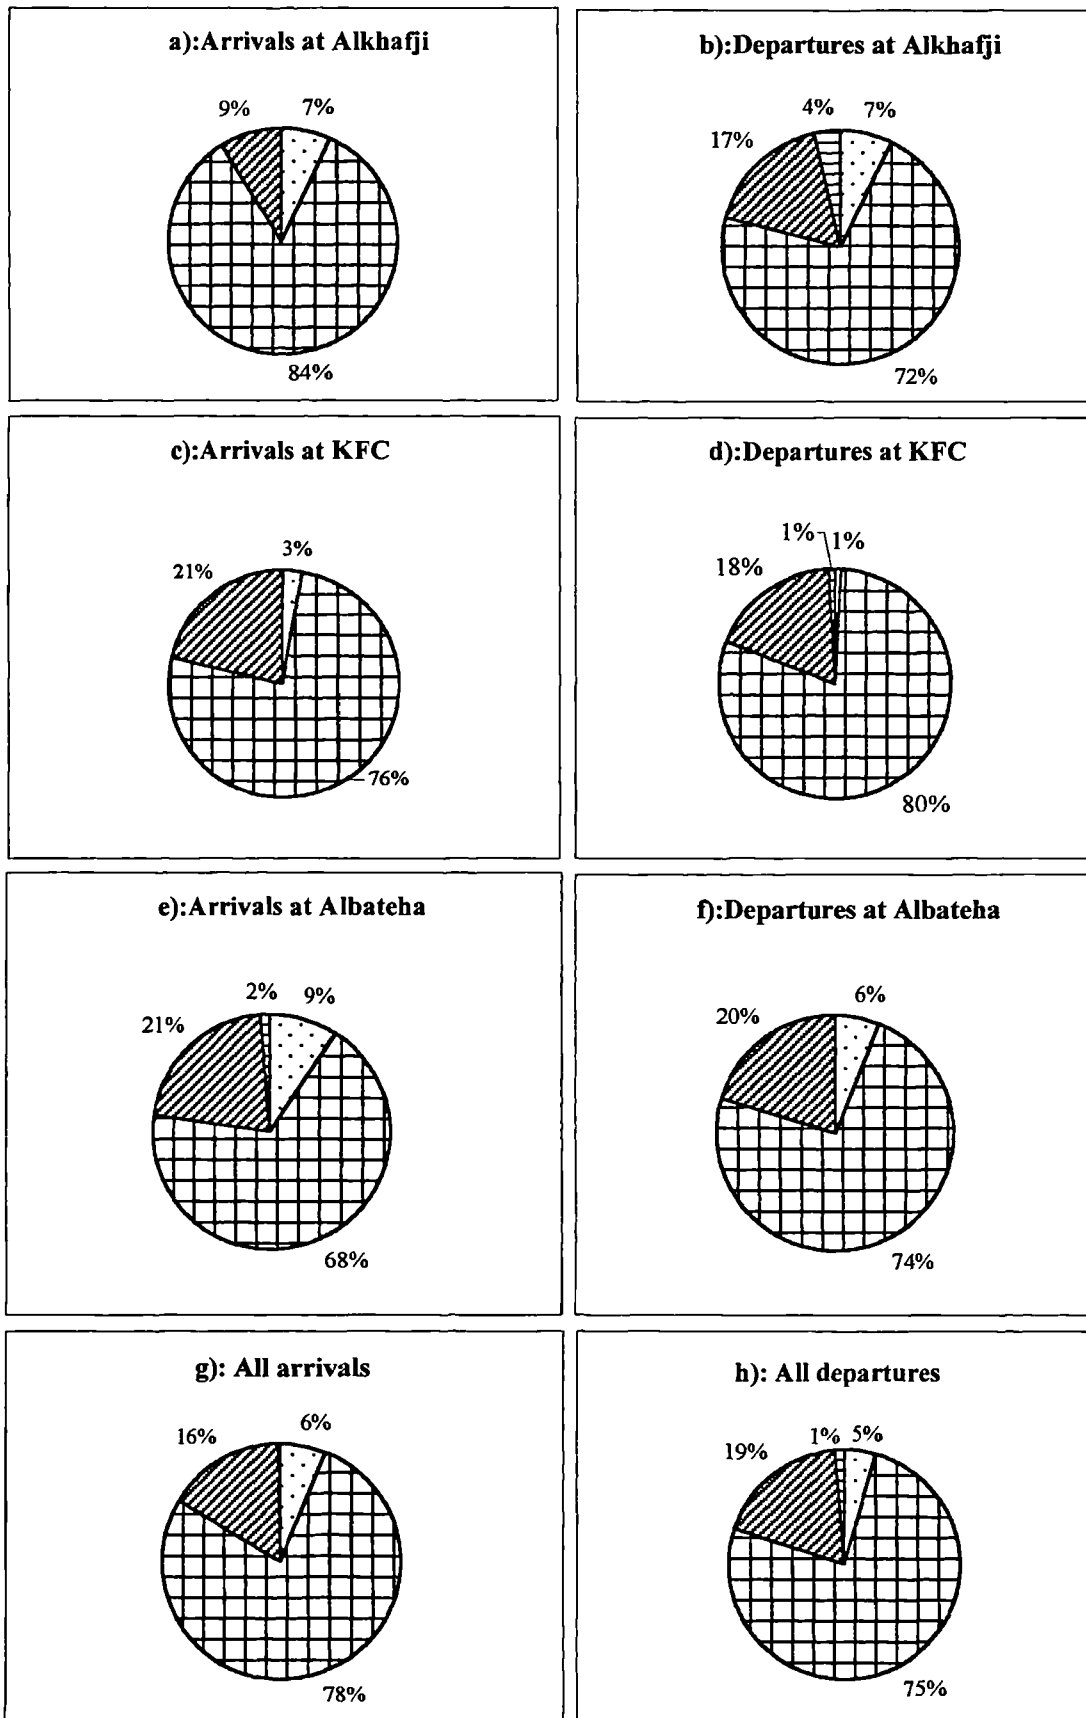 a):Arrivals at Alkhafji
9% 7%
84%
b):Departures at Alkhafji
4% 7%
17%
72%
c):Arrivals at KFC
3%
21%
76%
d):Departures at KFC
1% 1%
18%
80%
e):Arrivals at Albateha
2% 9%
21%
68%
f):Departures at Albateha
6%
20%
74%
g): All arrivals
6%
16%
78%
h): All departures
1% 5%
19%
75%